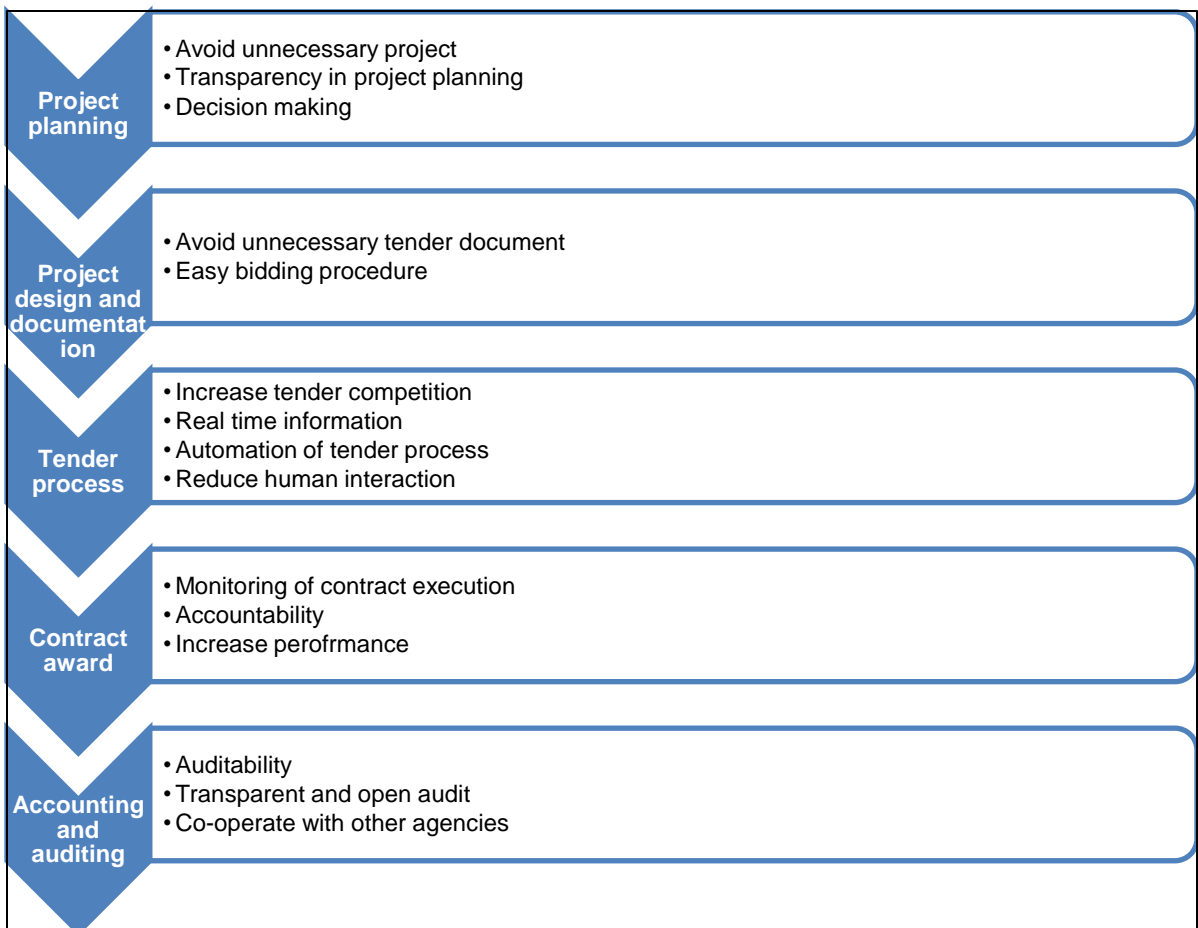 Project
planning
• Avoid unnecessary project
• Transparency in project planning
• Decision making
Project
design and
documentat
ion
• Avoid unnecessary tender document
• Easy bidding procedure
Tender
process
• Increase tender competition
• Real time information
• Automation of tender process
• Reduce human interaction
Contract
award
• Monitoring of contract execution
• Accountability
• Increase perofrmance
Accounting
and
auditing
• Auditability
• Transparent and open audit
• Co-operate with other agencies